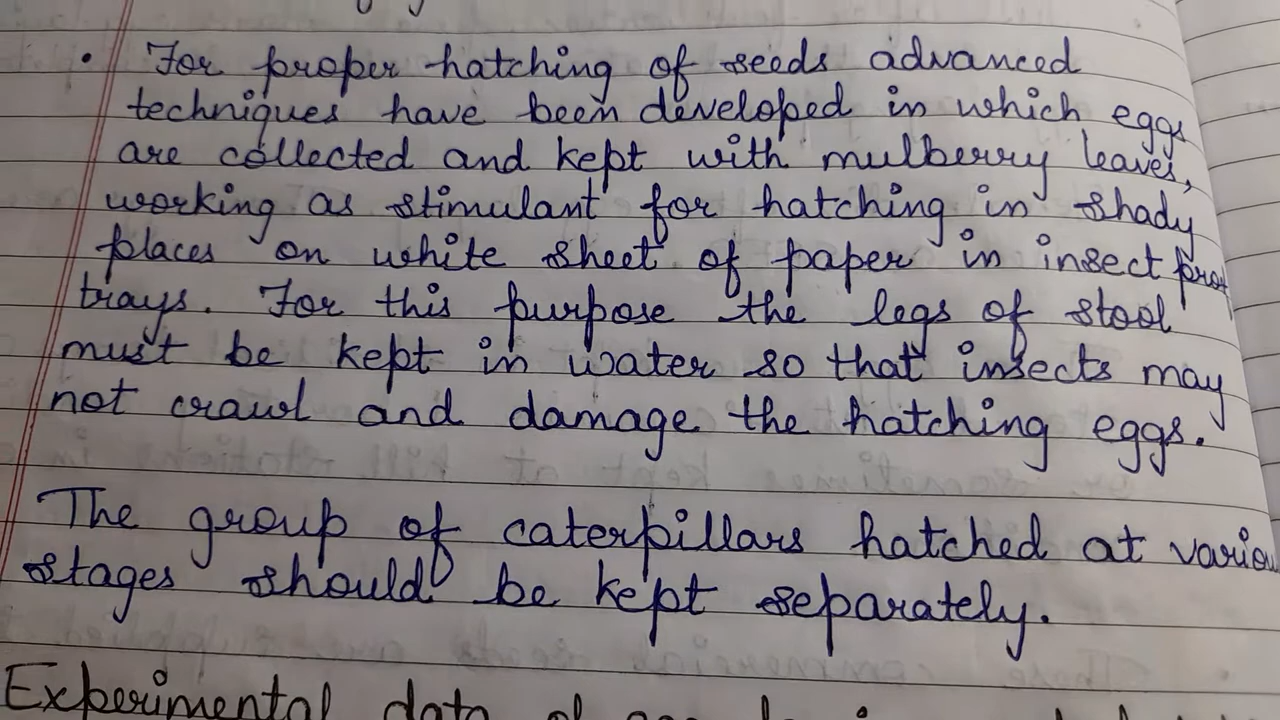 • For proper hatching of seeds advanced
techniques have been developed in which eggs
are collected and kept with mulberry leaves,
working as stimulant for hatching in shady
places on white sheet of paper in insect
trays. For this purpose the legs of stool
must be kept in water so that insects may
not crawl and damage the hatching eggs.
The group of caterpillars hatched at
stages should be kept separately.
Experimental data of